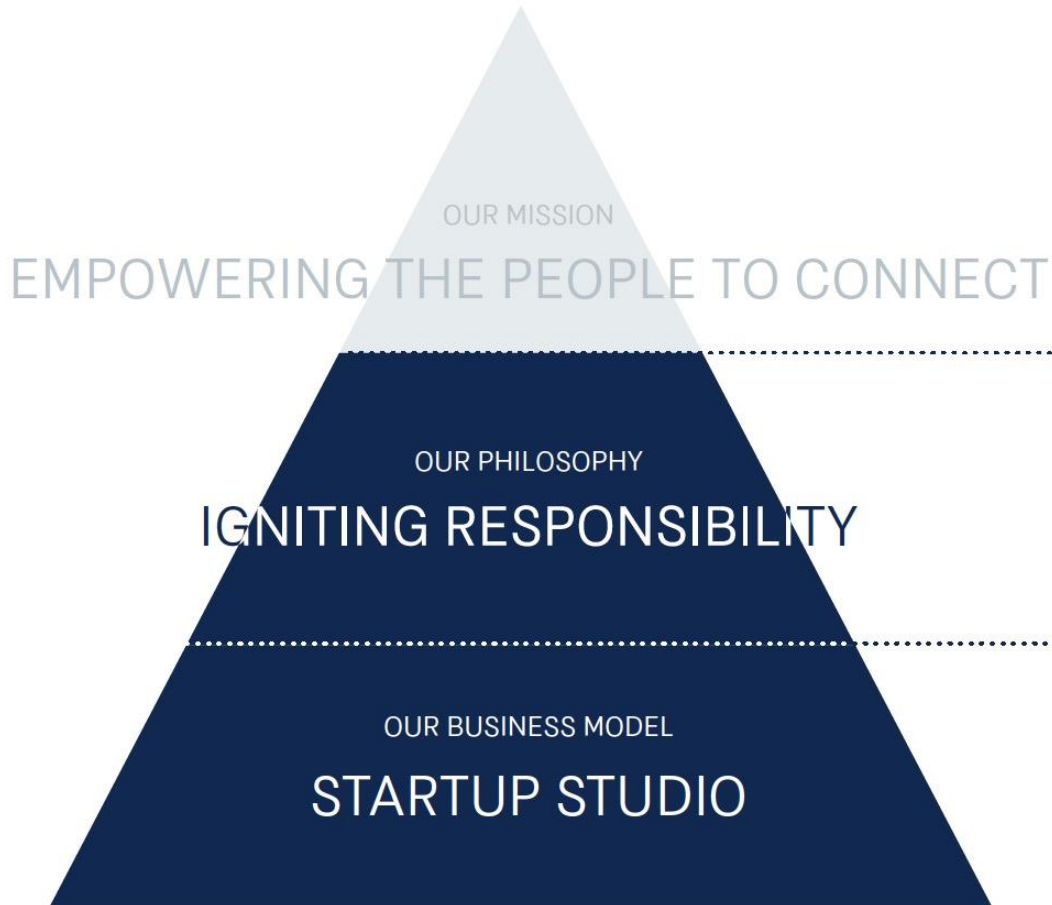 OUR MISSION
EMPOWERING THE PEOPLE TO CONNECT
OUR PHILOSOPHY
IGNITING RESPONSIBILITY
OUR BUSINESS MODEL
STARTUP STUDIO